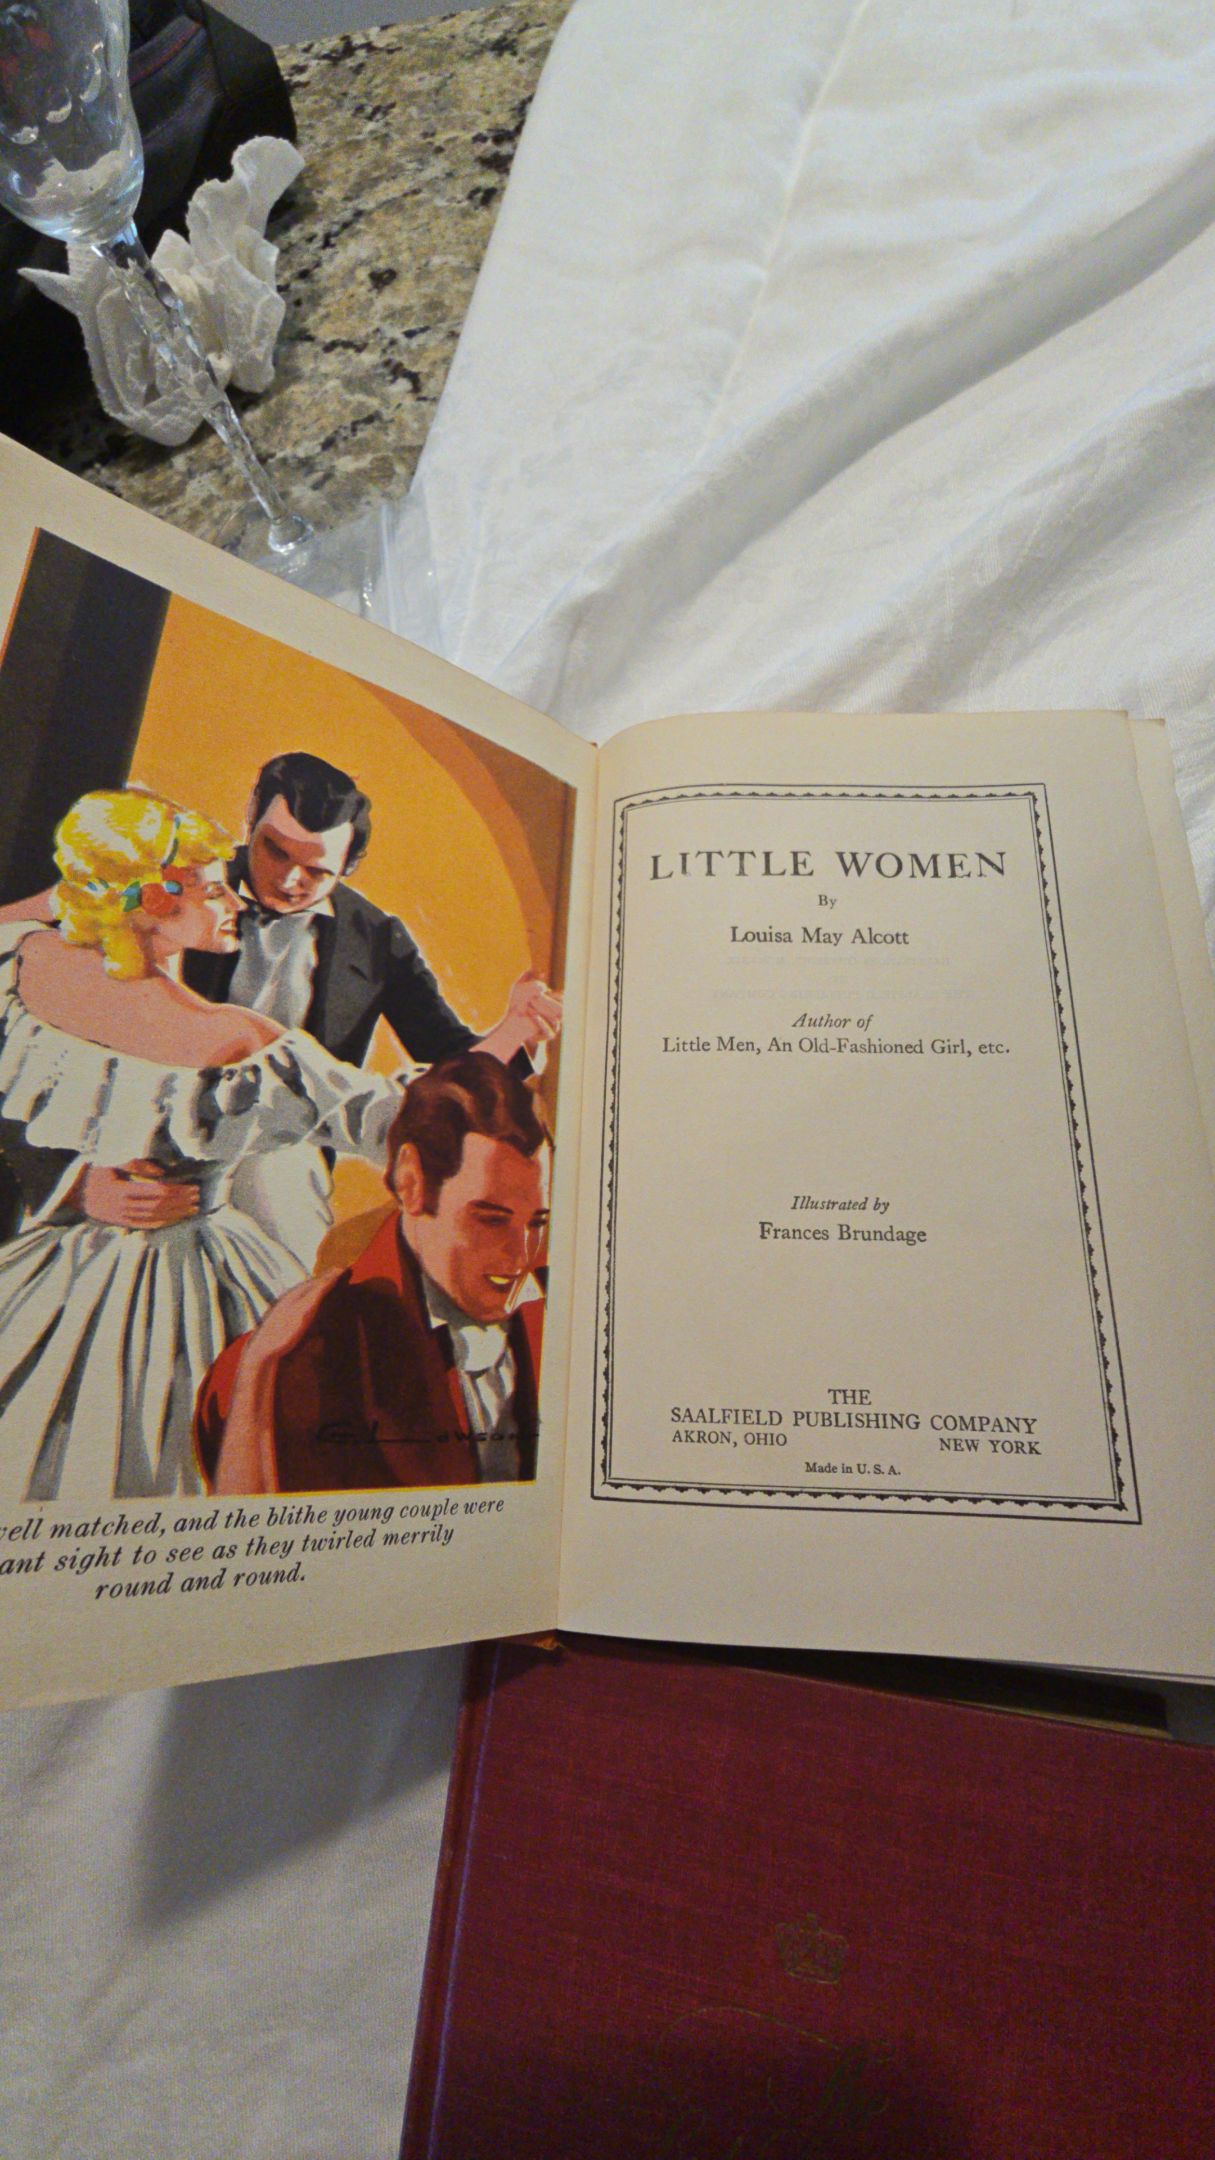 well matched, and the blithe young couple were
sight to see as they twirled merrily
round and round.
LITTLE WOMEN
By
Louisa May Alcott
Author of
Little Men, An Old-Fashioned Girl, etc.
Illustrated by
Frances Brundage
THE
SAALFIELD PUBLISHING COMPANY
AKRON, OHIO NEW YORK
Made in U. S. A.